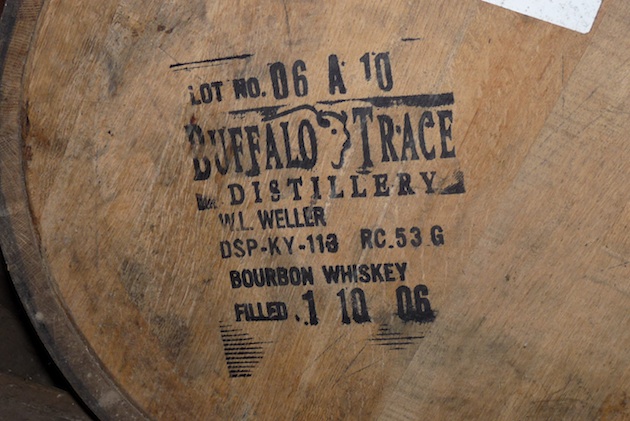 LOT NO. 06 A 10
BUFFALO TRACE
DISTILLERY
W.L. WELLER
DSP-KY-113 RC.53 G
BOURBON WHISKEY
FILLED 1 10 06